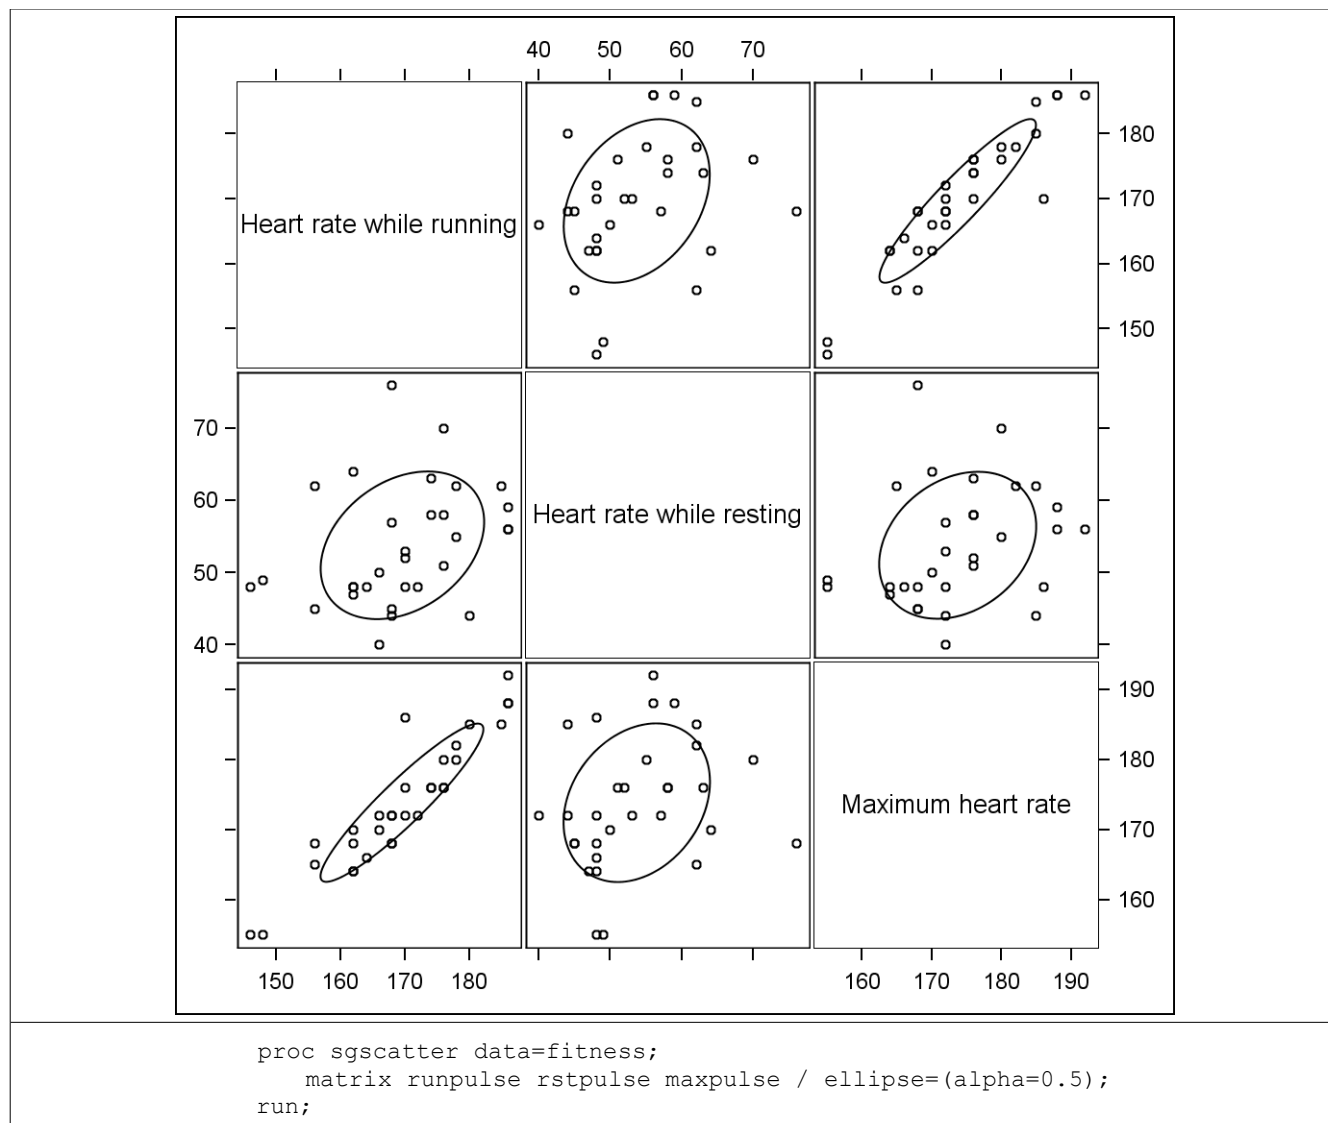 40 50 60 70
Heart rate while running
180
170
160
150
70
60
50
40
Heart rate while resting
Maximum heart rate
190
180
170
160
150 160 170 180
160 170 180 190
proc sgscatter data=fitness;
matrix runpulse rstpulse maxpulse / ellipse=(alpha=0.5);
run;